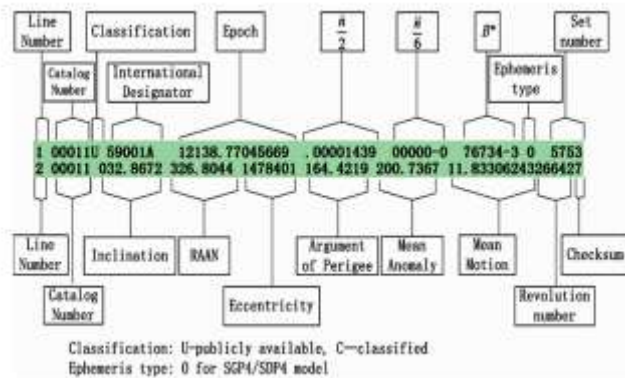 Line Number
Classification
Epoch
ṅ/2
n̈/6
B*
Set number
Catalog Number
International Designator
Ephemeris type
1 00011U 59001A 12138.77045669 .00001439 00000-0 76734-3 0 5753
2 00011 032.8672 326.8044 1478401 164.4219 200.7367 11.83306243266427
Line Number
Inclination
RAAN
Argument of Perigee
Mean Anomaly
Mean Motion
Checksum
Catalog Number
Eccentricity
Revolution number
Classification: U-publicly available, C—classified
Ephemeris type: 0 for SGP4/SDP4 model